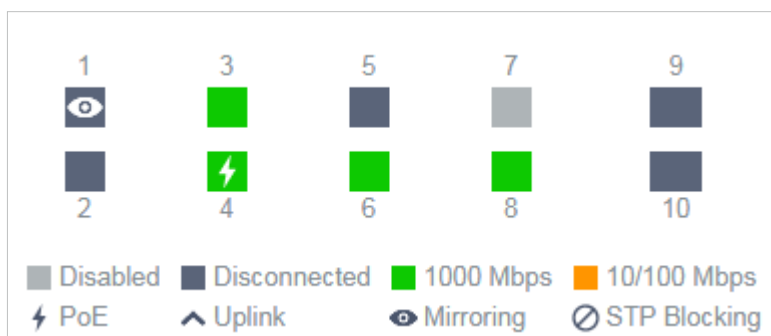 1 3 5 7 9
2 4 6 8 10
Disabled Disconnected 1000 Mbps 10/100 Mbps
PoE Uplink Mirroring STP Blocking